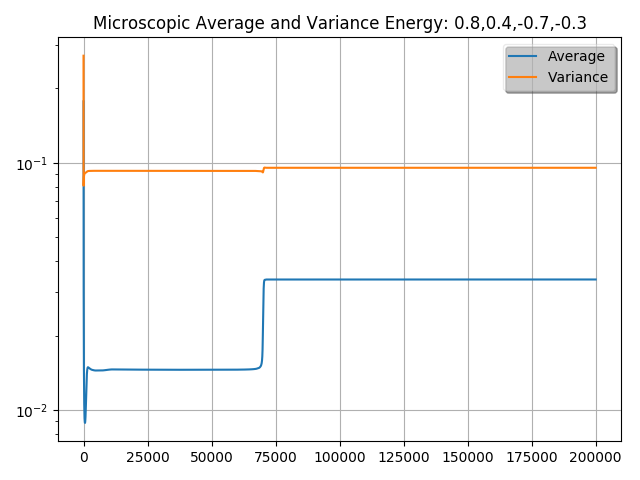 Microscopic Average and Variance Energy: 0.8,0.4,-0.7,-0.3
Average
Variance
10⁻¹
10⁻²
0 25000 50000 75000 100000 125000 150000 175000 200000